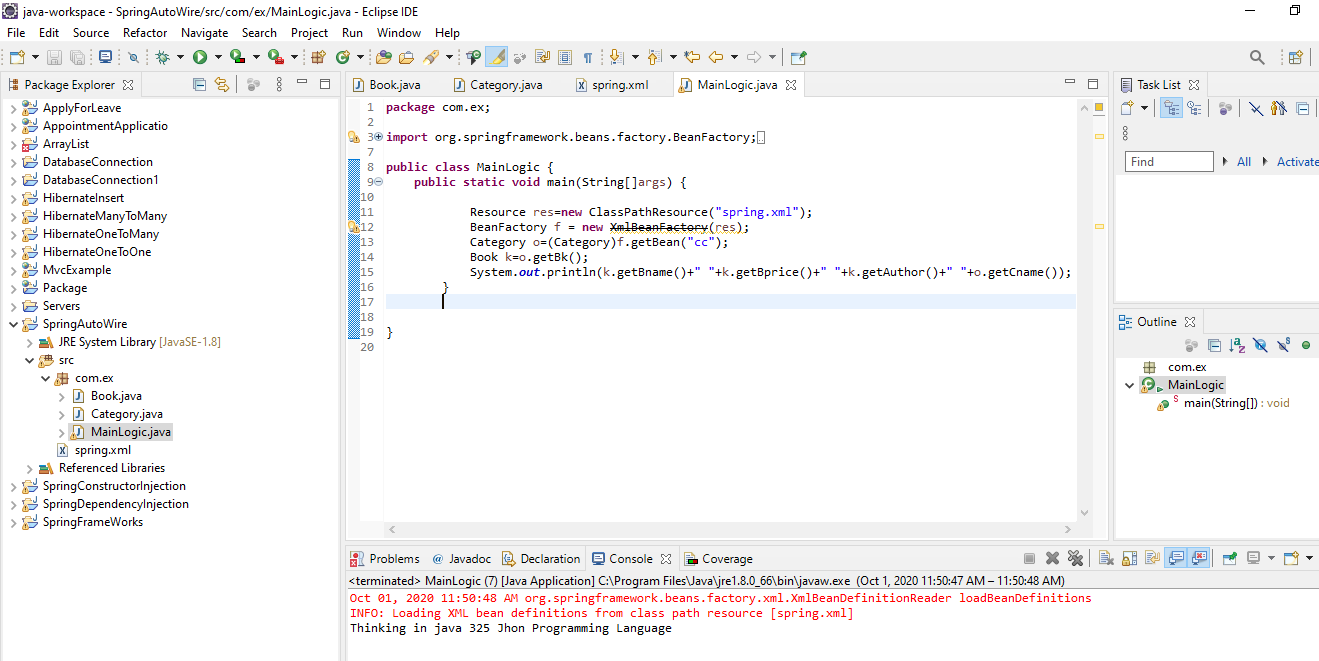 java-workspace - SpringAutoWire/src/com/ex/MainLogic.java - Eclipse IDE
File Edit Source Refactor Navigate Search Project Run Window Help
Package Explorer
ApplyForLeave
AppointmentApplicatio
ArrayList
DatabaseConnection
DatabaseConnection1
HibernateInsert
HibernateManyToMany
HibernateOneToMany
HibernateOneToOne
MvcExample
Package
Servers
SpringAutoWire
JRE System Library [JavaSE-1.8]
src
com.ex
Book.java
Category.java
MainLogic.java
spring.xml
Referenced Libraries
SpringConstructorInjection
SpringDependencyInjection
SpringFrameWorks
Book.java Category.java spring.xml MainLogic.java
1 package com.ex;
2
3 import org.springframework.beans.factory.BeanFactory;
7
8 public class MainLogic {
9 public static void main(String[]args) {
10
11 Resource res=new ClassPathResource("spring.xml");
12 BeanFactory f = new XmlBeanFactory(res);
13 Category o=(Category)f.getBean("cc");
14 Book k=o.getBk();
15 System.out.println(k.getBname()+" "+k.getBprice()+" "+k.getAuthor()+" "+o.getCname());
16 }
17
18
19 }
20
Task List
Find All Activate
Outline
com.ex
MainLogic
main(String[]) : void
Problems Javadoc Declaration Console Coverage
<terminated> MainLogic (7) [Java Application] C:\Program Files\Java\jre1.8.0_66\bin\javaw.exe (Oct 1, 2020 11:50:47 AM – 11:50:48 AM)
Oct 01, 2020 11:50:48 AM org.springframework.beans.factory.xml.XmlBeanDefinitionReader loadBeanDefinitions
INFO: Loading XML bean definitions from class path resource [spring.xml]
Thinking in java 325 Jhon Programming Language